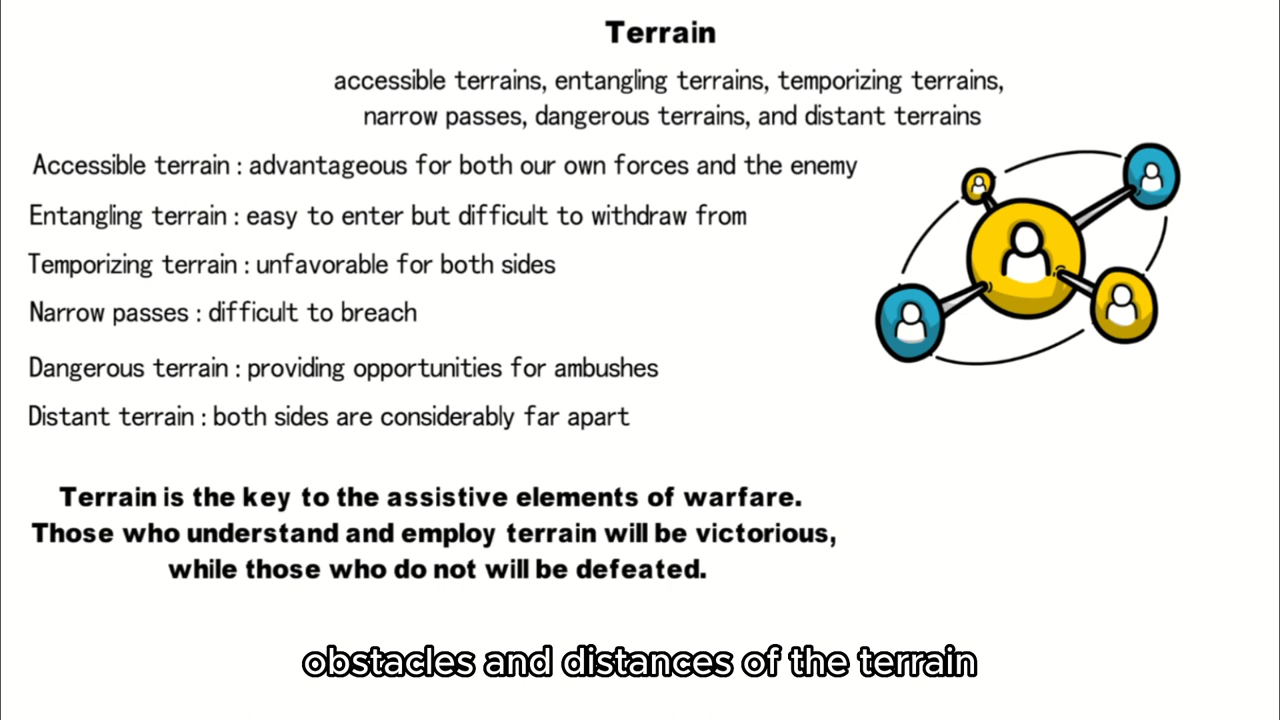 Terrain
accessible terrains, entangling terrains, temporizing terrains,
narrow passes, dangerous terrains, and distant terrains
Accessible terrain : advantageous for both our own forces and the enemy
Entangling terrain : easy to enter but difficult to withdraw from
Temporizing terrain : unfavorable for both sides
Narrow passes : difficult to breach
Dangerous terrain : providing opportunities for ambushes
Distant terrain : both sides are considerably far apart
Terrain is the key to the assistive elements of warfare.
Those who understand and employ terrain will be victorious,
while those who do not will be defeated.
obstacles and distances of the terrain